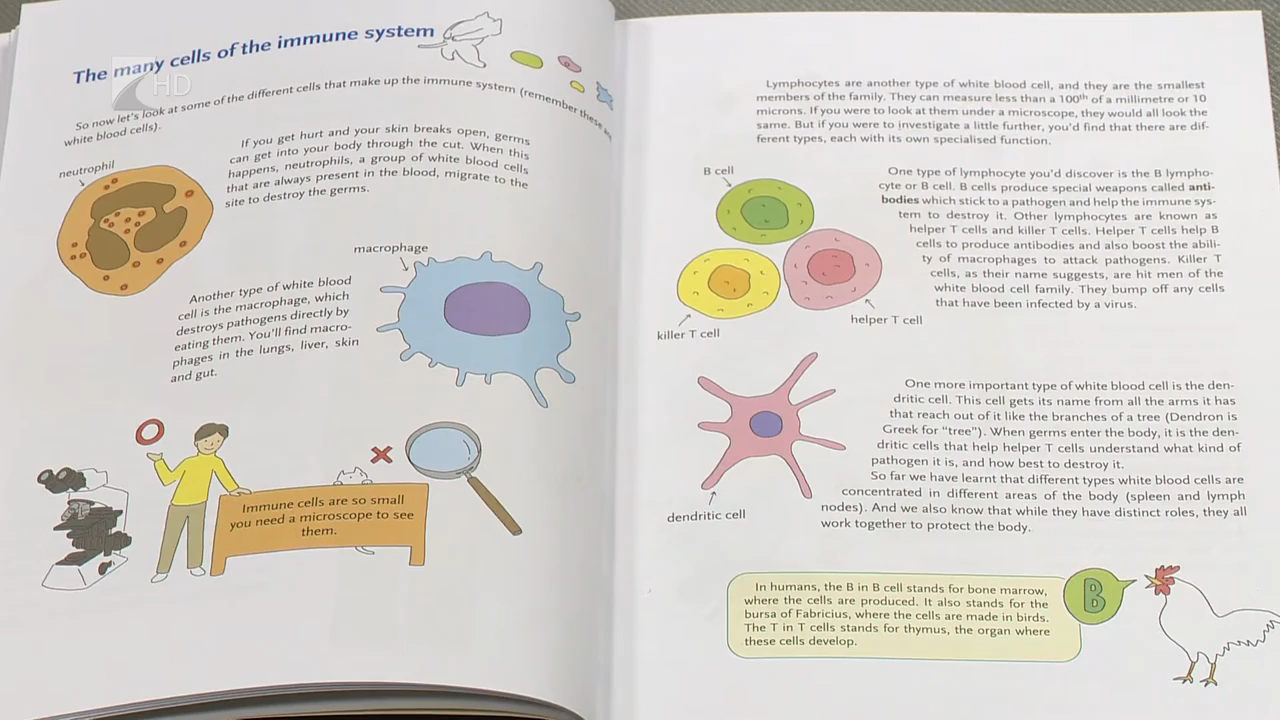 The many cells of the immune system
HD
So now let's look at some of the different cells that make up the immune system (remember these are
white blood cells).
neutrophil
If you get hurt and your skin breaks open, germs
can get into your body through the cut. When this
happens, neutrophils, a group of white blood cells
that are always present in the blood, migrate to the
site to destroy the germs.
macrophage
Another type of white blood
cell is the macrophage, which
destroys pathogens directly by
eating them. You'll find macro-
phages in the lungs, liver, skin
and gut.
Immune cells are so small
you need a microscope to see
them.
Lymphocytes are another type of white blood cell, and they are the smallest
members of the family. They can measure less than a 100th of a millimetre or 10
microns. If you were to look at them under a microscope, they would all look the
same. But if you were to investigate a little further, you'd find that there are dif-
ferent types, each with its own specialised function.
B cell
killer T cell
helper T cell
One type of lymphocyte you'd discover is the B lympho-
cyte or B cell. B cells produce special weapons called anti-
bodies which stick to a pathogen and help the immune sys-
tem to destroy it. Other lymphocytes are known as
helper T cells and killer T cells. Helper T cells help B
cells to produce antibodies and also boost the abili-
ty of macrophages to attack pathogens. Killer T
cells, as their name suggests, are hit men of the
white blood cell family. They bump off any cells
that have been infected by a virus.
dendritic cell
One more important type of white blood cell is the den-
dritic cell. This cell gets its name from all the arms it has
that reach out of it like the branches of a tree (Dendron is
Greek for "tree"). When germs enter the body, it is the den-
dritic cells that help helper T cells understand what kind of
pathogen it is, and how best to destroy it.
So far we have learnt that different types white blood cells are
concentrated in different areas of the body (spleen and lymph
nodes). And we also know that while they have distinct roles, they all
work together to protect the body.
In humans, the B in B cell stands for bone marrow,
where the cells are produced. It also stands for the
bursa of Fabricius, where the cells are made in birds.
The T in T cells stands for thymus, the organ where
these cells develop.
B